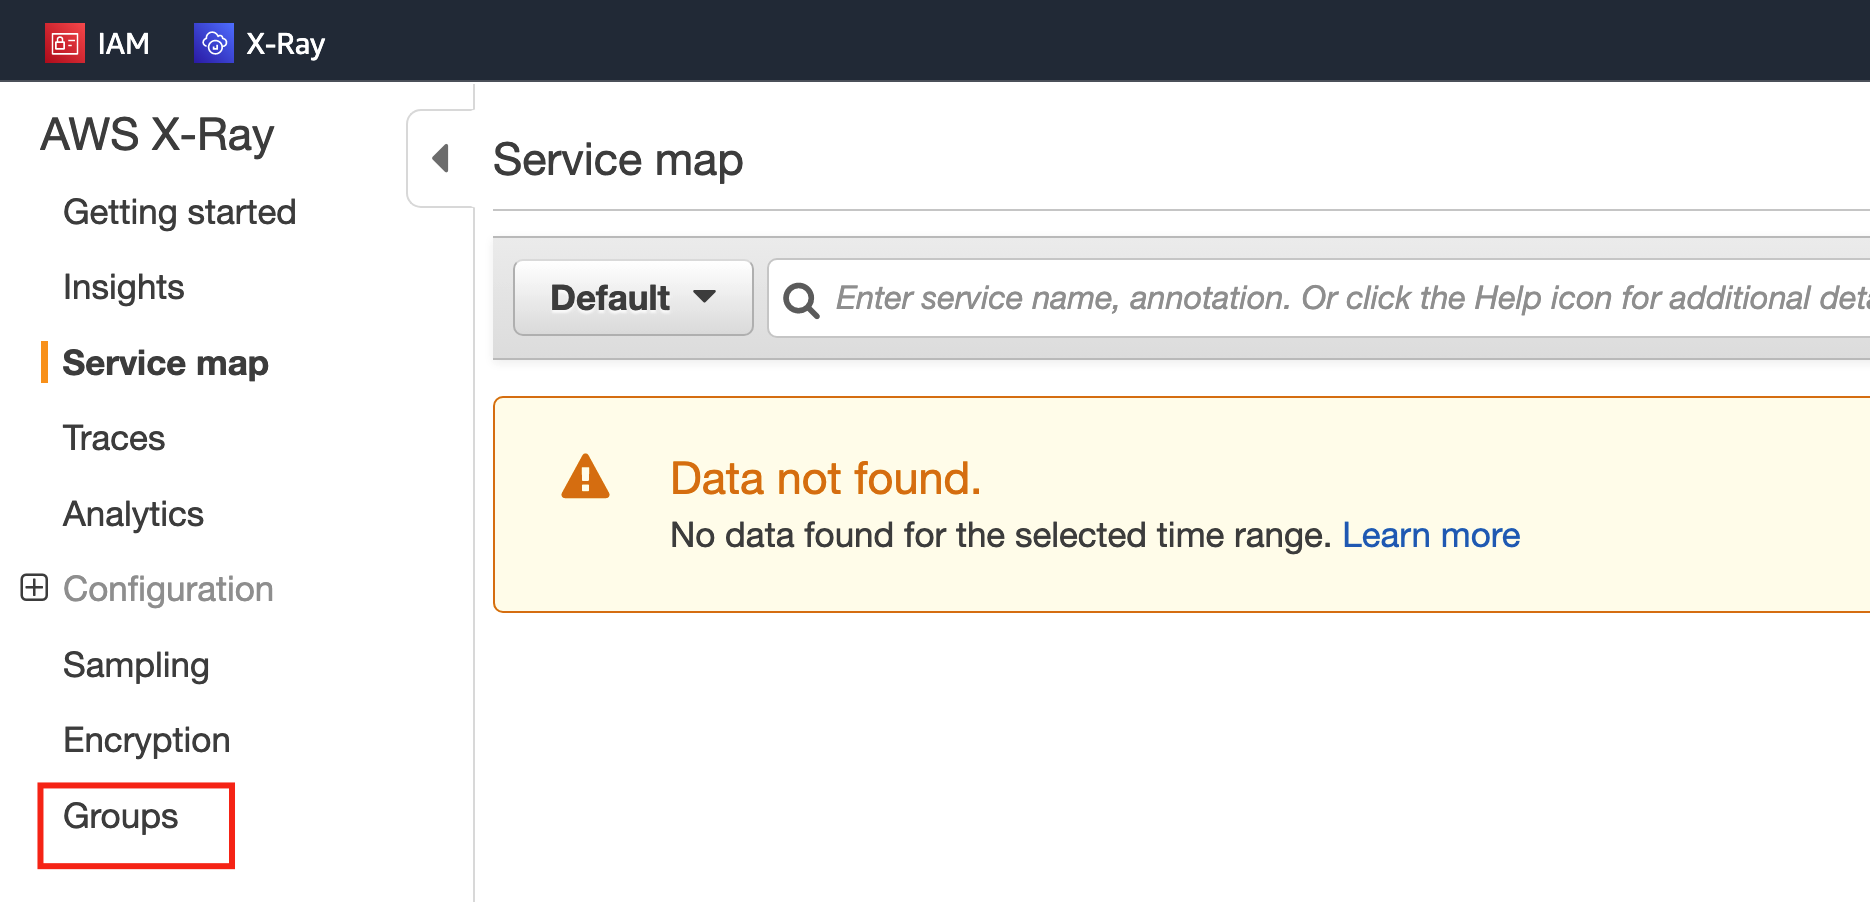 IAM
X-Ray
AWS X-Ray
Getting started
Insights
Service map
Traces
Analytics
Configuration
Sampling
Encryption
Groups
Service map
Default
Enter service name, annotation. Or click the Help icon for additional deta
Data not found.
No data found for the selected time range. Learn more